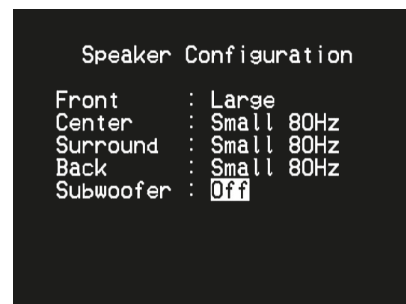 Speaker Configuration
Front : Large
Center : Small 80Hz
Surround : Small 80Hz
Back : Small 80Hz
Subwoofer : Off